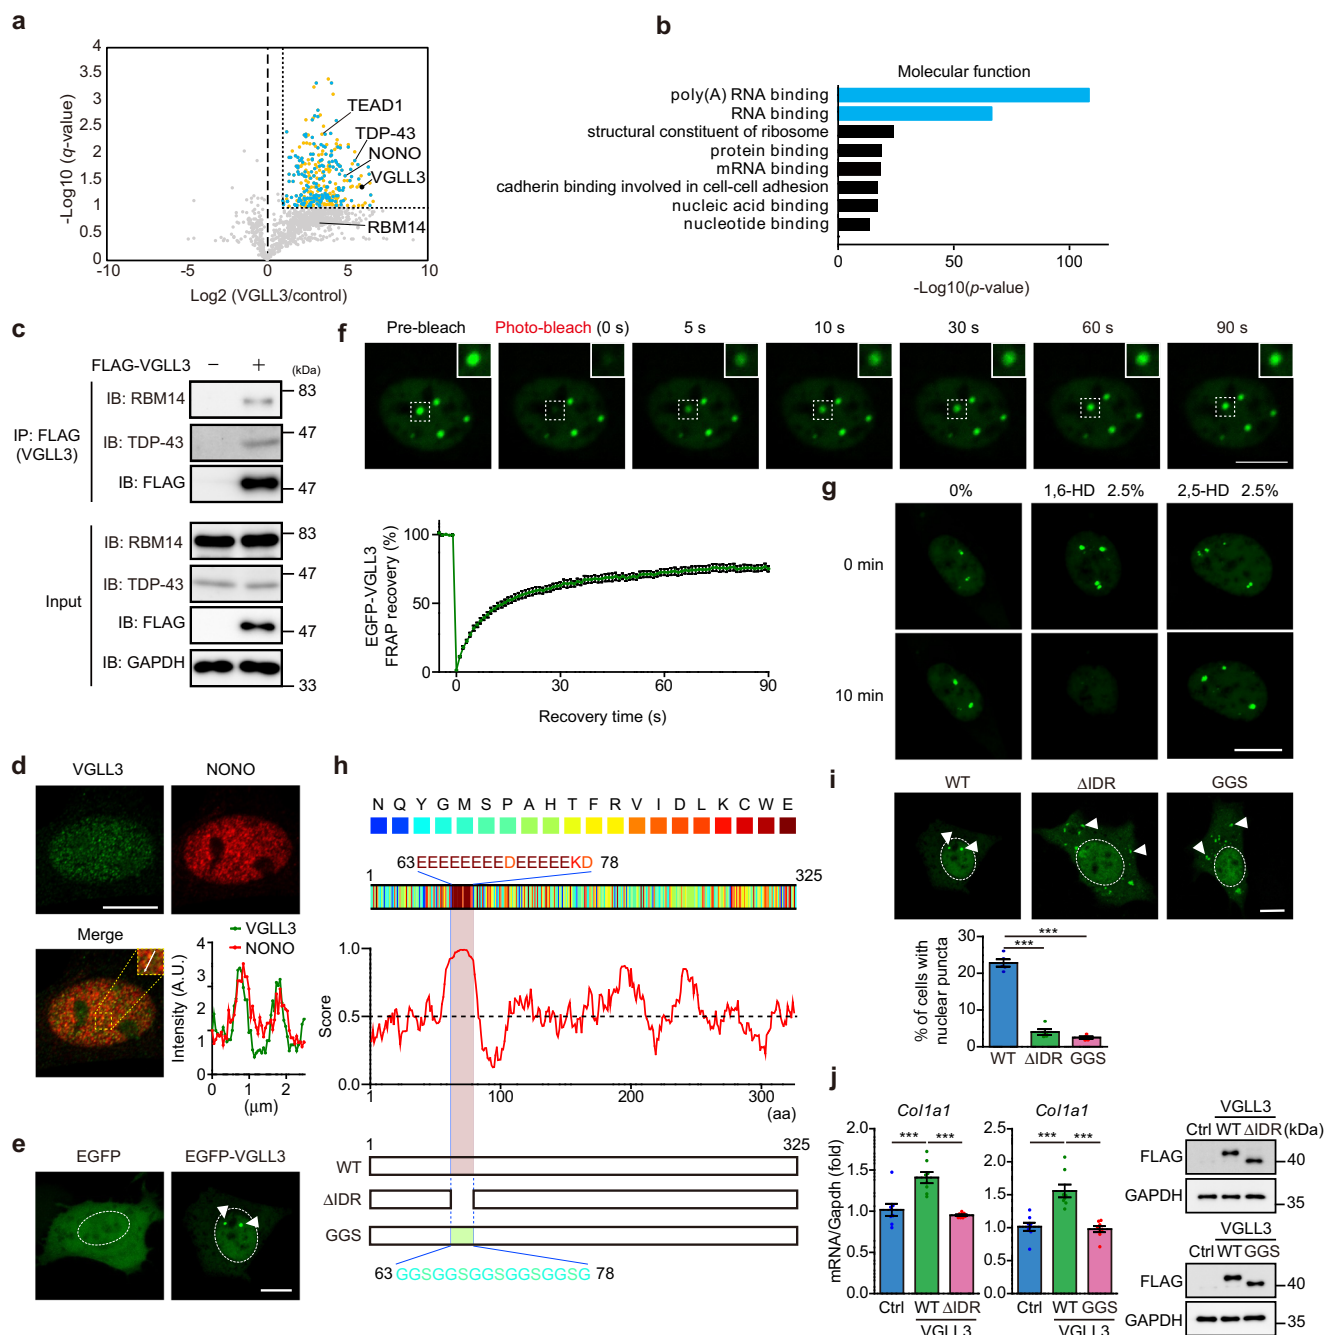 a
4
3.5
3
2.5
2
1.5
1
0.5
0
-Log10 (q-value)
TEAD1
TDP-43
NONO
VGLL3
RBM14
-10 -5 0 5 10
Log2 (VGLL3/control)
b
Molecular function
poly(A) RNA binding
RNA binding
structural constituent of ribosome
protein binding
mRNA binding
cadherin binding involved in cell-cell adhesion
nucleic acid binding
nucleotide binding
0 50 100
-Log10(p-value)
c
FLAG-VGLL3 − + (kDa)
IP: FLAG
(VGLL3)
IB: RBM14 83
IB: TDP-43 47
IB: FLAG 47
Input
IB: RBM14 83
IB: TDP-43 47
IB: FLAG 47
IB: GAPDH 33
f
Pre-bleach Photo-bleach (0 s) 5 s 10 s 30 s 60 s 90 s
EGFP-VGLL3
FRAP recovery (%)
100
50
0
0 30 60 90
Recovery time (s)
g
0% 1,6-HD 2.5% 2,5-HD 2.5%
0 min
10 min
d
VGLL3 NONO
Merge
VGLL3
NONO
Intensity (A.U.)
4
3
2
1
0
0 1 2
(μm)
e
EGFP EGFP-VGLL3
h
N Q Y G M S P A H T F R V I D L K C W E
63EEEEEEEEDEEEEEKD 78
1 325
Score
1.0
0.5
0.0
1 100 200 300
(aa)
1 325
WT
ΔIDR
GGS
63 GGSGGSGGSGGSGGSG 78
i
WT ΔIDR GGS
% of cells with
nuclear puncta
30
20
10
0
*** ***
WT ΔIDR GGS
j
Col1a1
mRNA/Gapdh (fold)
2.0
1.5
1.0
0.5
0.0
*** ***
Ctrl WT ΔIDR
VGLL3
Col1a1
2.5
2.0
1.5
1.0
0.5
0.0
*** ***
Ctrl WT GGS
VGLL3
VGLL3
Ctrl WT ΔIDR (kDa)
FLAG 40
GAPDH 35
VGLL3
Ctrl WT GGS
FLAG 40
GAPDH 35